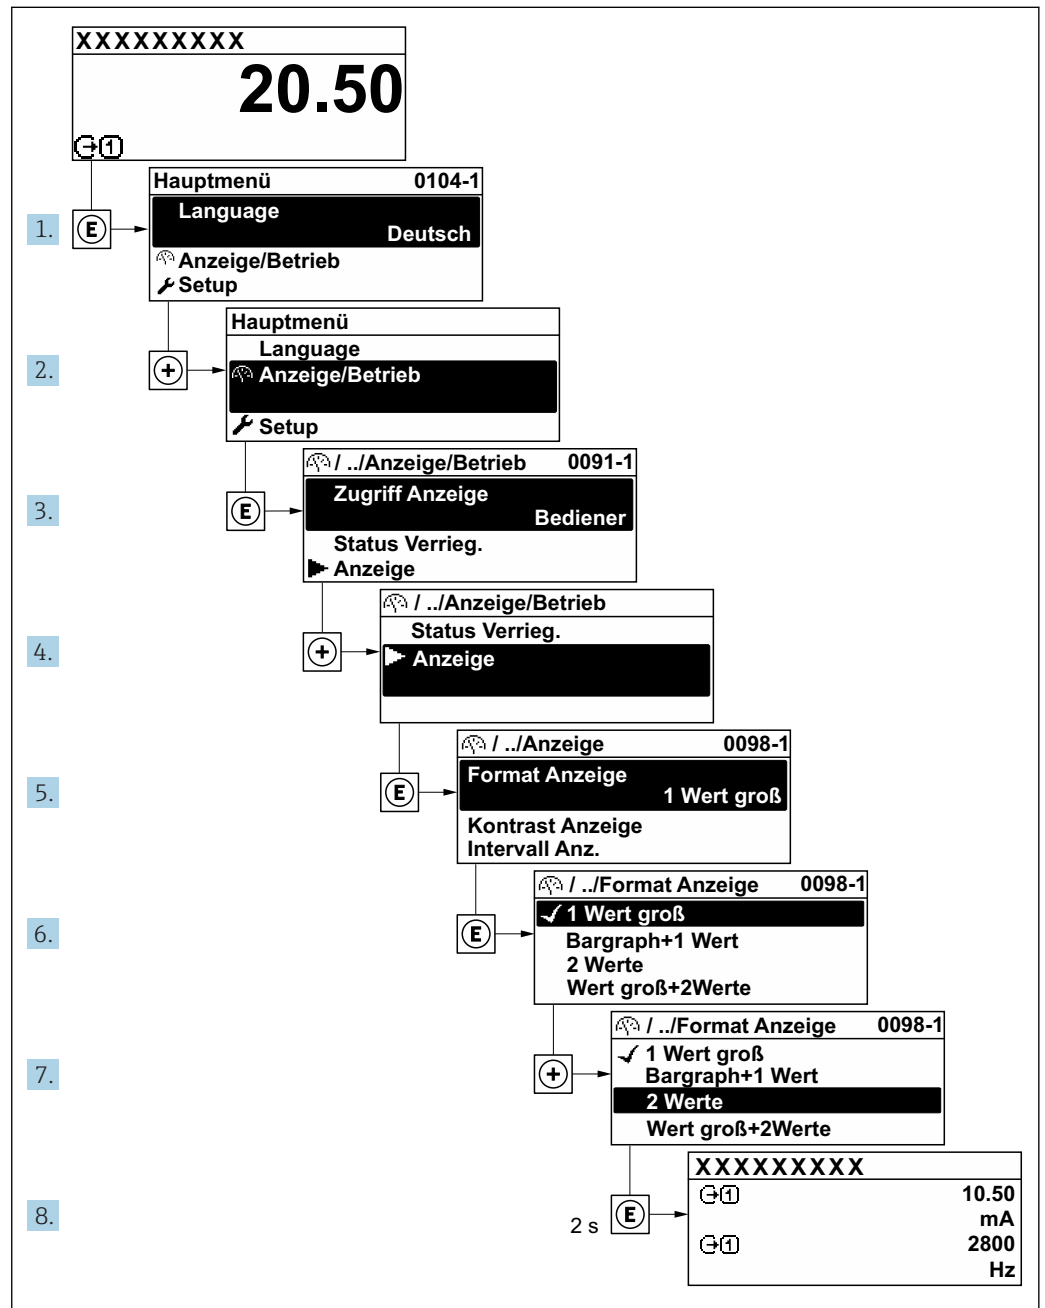 XXXXXXXXX
20.50
1
Hauptmenü 0104-1
1. E Language
Deutsch
Anzeige/Betrieb
Setup
Hauptmenü
Language
2. + Anzeige/Betrieb
Setup
/ ../Anzeige/Betrieb 0091-1
Zugriff Anzeige
3. E Bediener
Status Verrieg.
Anzeige
/ ../Anzeige/Betrieb
Status Verrieg.
4. + Anzeige
/ ../Anzeige 0098-1
Format Anzeige
5. E 1 Wert groß
Kontrast Anzeige
Intervall Anz.
/ ../Format Anzeige 0098-1
1 Wert groß
6. E Bargraph+1 Wert
2 Werte
Wert groß+2Werte
/ ../Format Anzeige 0098-1
1 Wert groß
7. + Bargraph+1 Wert
2 Werte
Wert groß+2Werte
XXXXXXXXX
1 10.50
8. 2 s E mA
1 2800
Hz